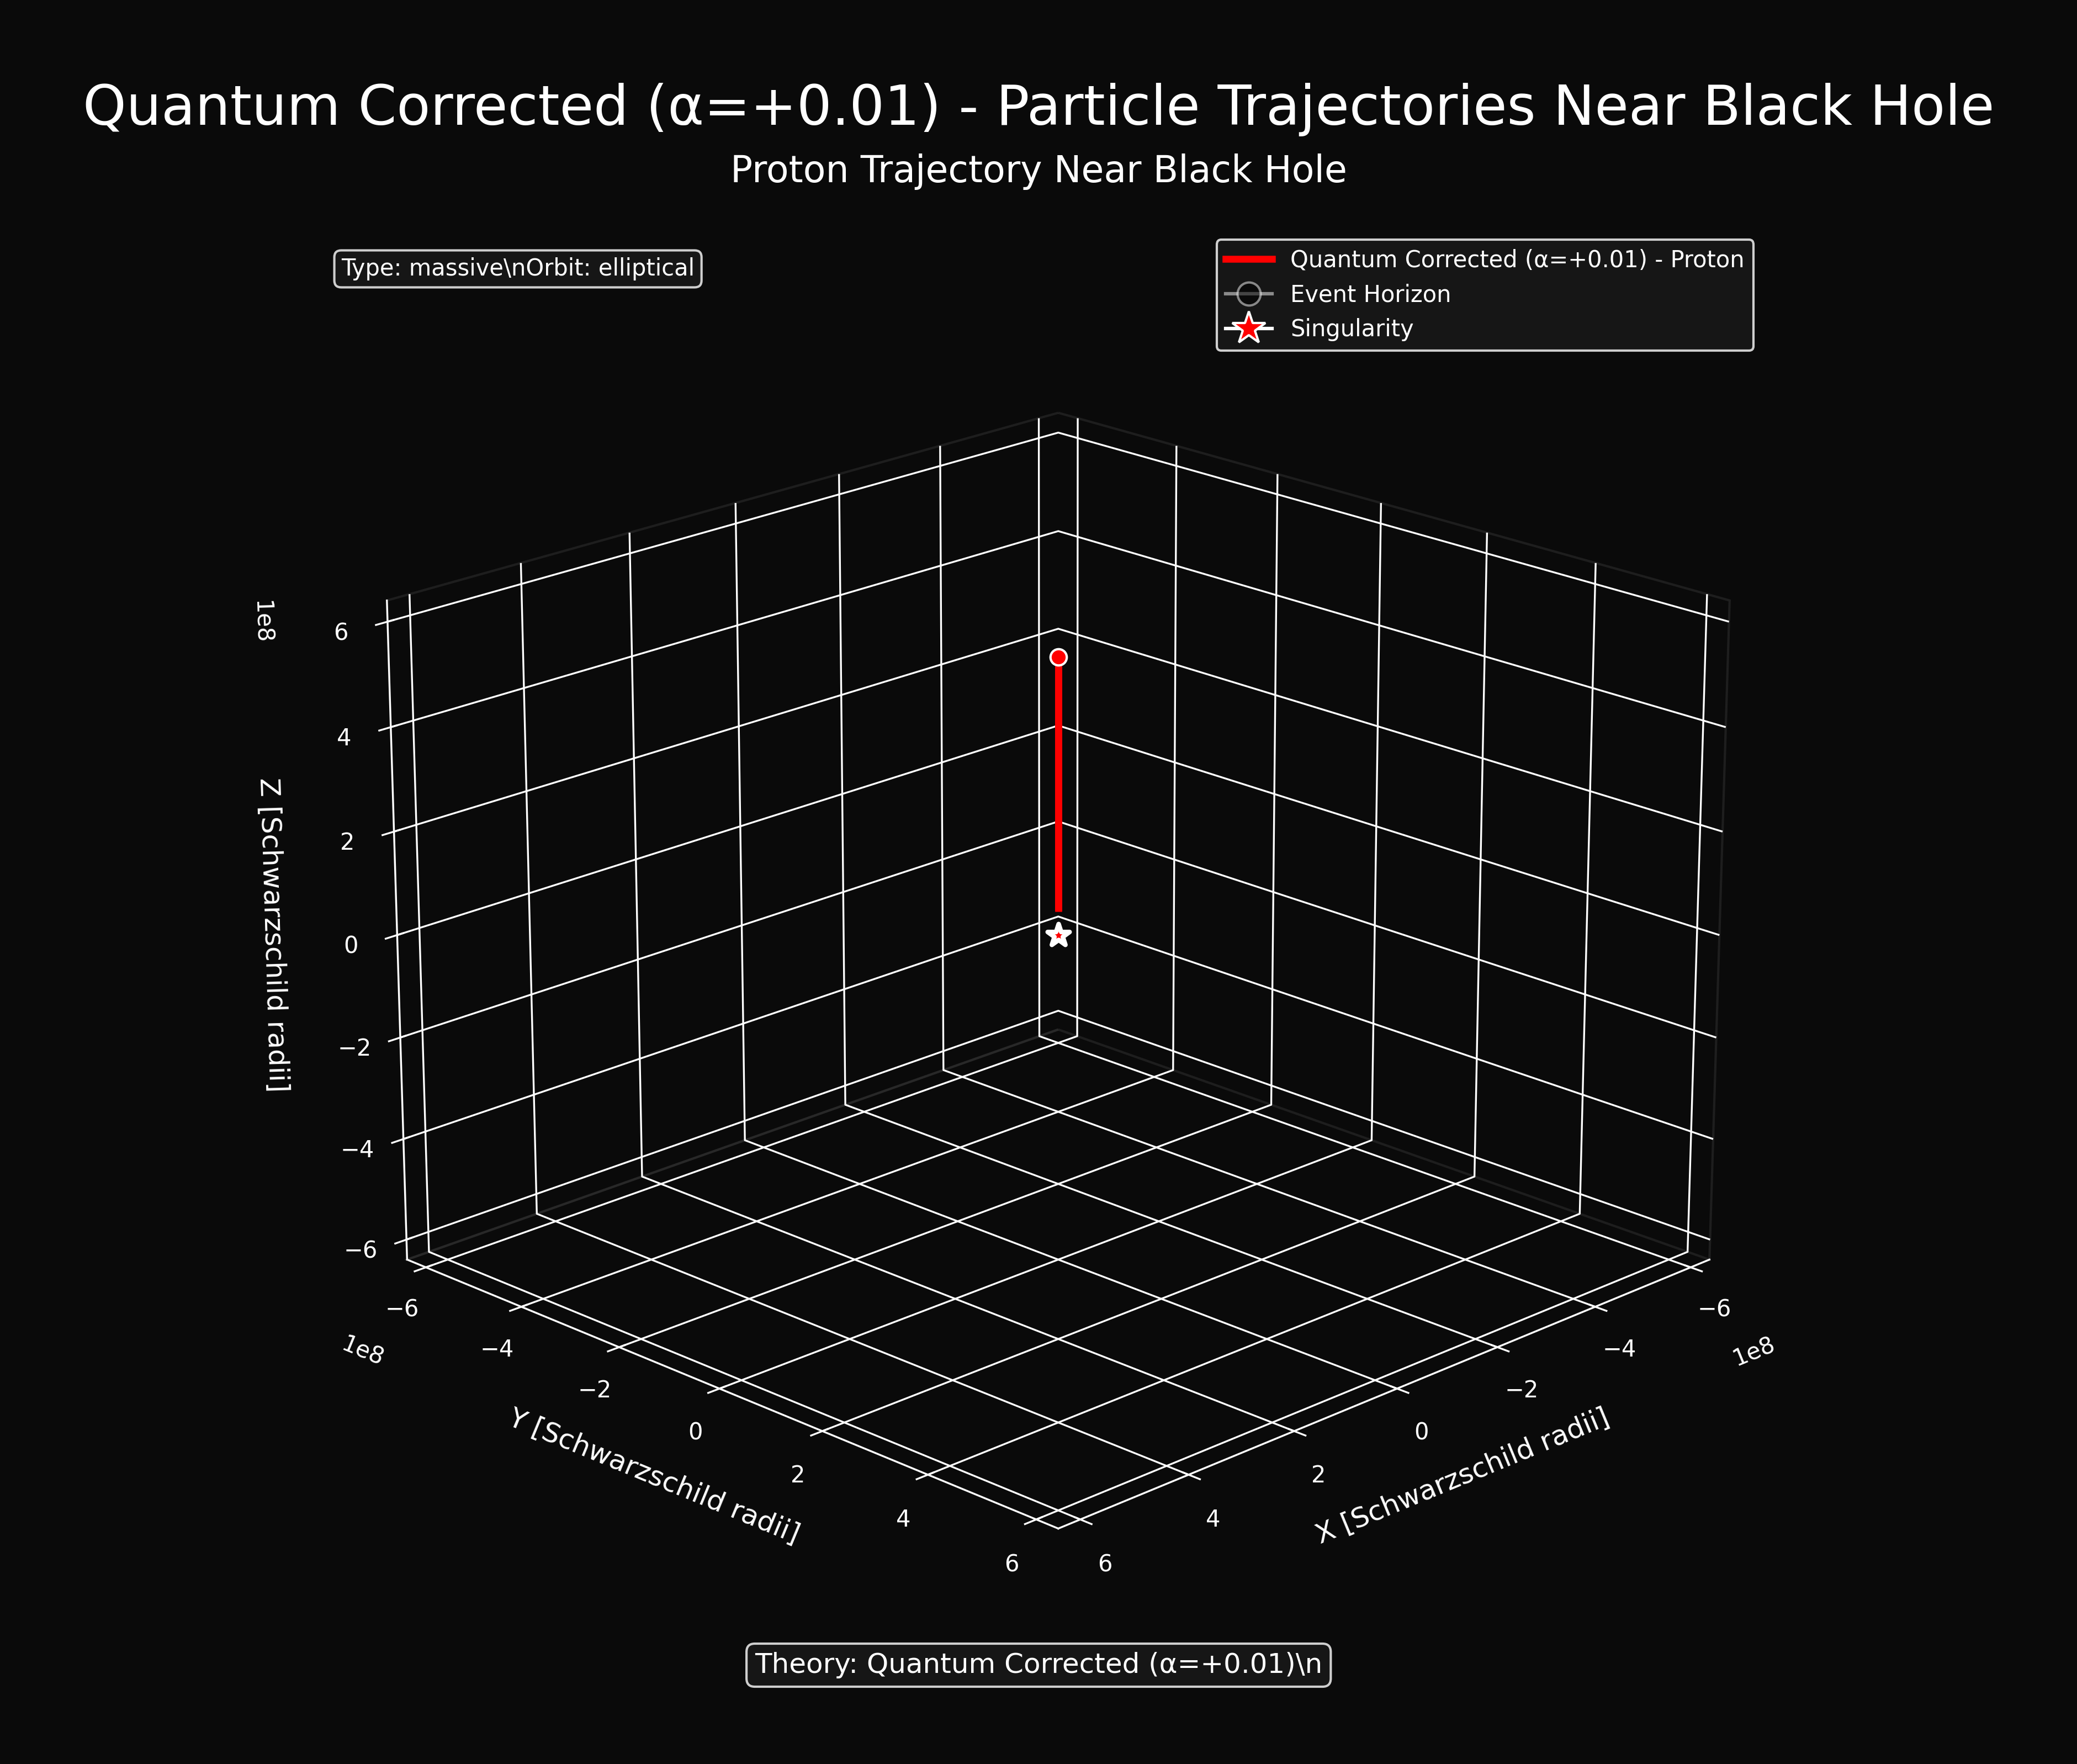 Quantum Corrected (α=+0.01) - Particle Trajectories Near Black Hole
Proton Trajectory Near Black Hole
Type: massive\nOrbit: elliptical
Quantum Corrected (α=+0.01) - Proton
Event Horizon
Singularity
1e8
6
4
2
0
−2
−4
−6
Z [Schwarzschild radii]
−6
−4
−2
0
2
4
6
1e8
Y [Schwarzschild radii]
−6
−4
−2
0
2
4
6
1e8
X [Schwarzschild radii]
Theory: Quantum Corrected (α=+0.01)\n